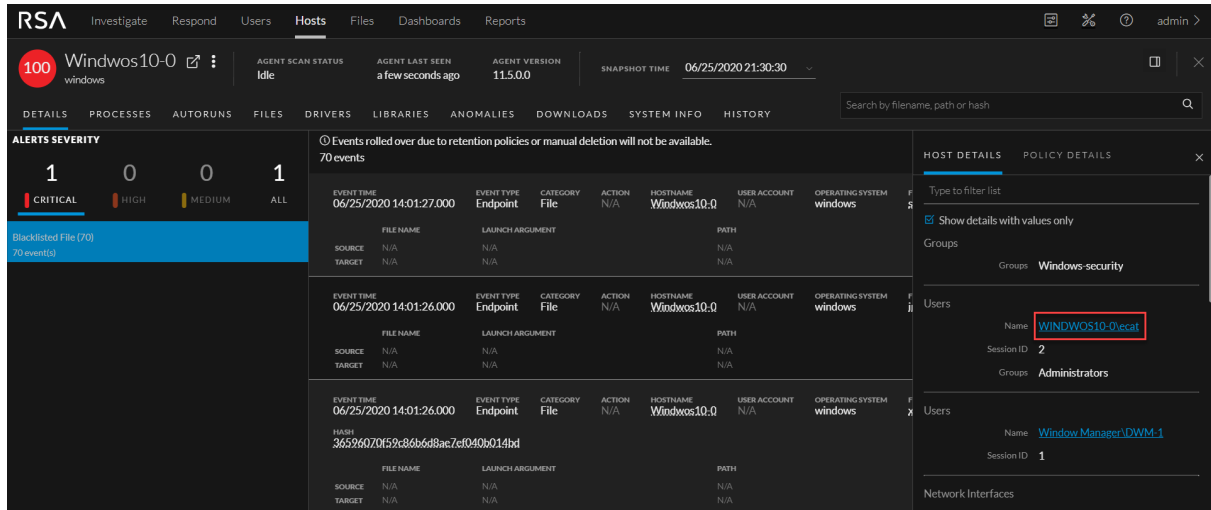 RSA Investigate Respond Users Hosts Files Dashboards Reports admin >
100 Windwos10-0
windows
AGENT SCAN STATUS AGENT LAST SEEN AGENT VERSION
Idle a few seconds ago 11.5.0.0
SNAPSHOT TIME 06/25/2020 21:30:30
DETAILS PROCESSES AUTORUNS FILES DRIVERS LIBRARIES ANOMALIES DOWNLOADS SYSTEM INFO HISTORY
Search by filename, path or hash
ALERTS SEVERITY
1 0 0 1
CRITICAL HIGH MEDIUM ALL
Blacklisted File (70)
70 event(s)
Events rolled over due to retention policies or manual deletion will not be available.
70 events
EVENT TIME EVENT TYPE CATEGORY ACTION HOSTNAME USER ACCOUNT OPERATING SYSTEM
06/25/2020 14:01:27.000 Endpoint File N/A Windwos10-0 N/A windows
FILE NAME LAUNCH ARGUMENT PATH
SOURCE N/A N/A N/A
TARGET N/A N/A N/A
EVENT TIME EVENT TYPE CATEGORY ACTION HOSTNAME USER ACCOUNT OPERATING SYSTEM
06/25/2020 14:01:26.000 Endpoint File N/A Windwos10-0 N/A windows
FILE NAME LAUNCH ARGUMENT PATH
SOURCE N/A N/A N/A
TARGET N/A N/A N/A
EVENT TIME EVENT TYPE CATEGORY ACTION HOSTNAME USER ACCOUNT OPERATING SYSTEM
06/25/2020 14:01:26.000 Endpoint File N/A Windwos10-0 N/A windows
HASH
36596070f59c86b6d8ae7ef040b014bd
FILE NAME LAUNCH ARGUMENT PATH
SOURCE N/A N/A N/A
TARGET N/A N/A N/A
HOST DETAILS POLICY DETAILS
Type to filter list
Show details with values only
Groups
Groups Windows-security
Users
Name WINDWOS10-0\ecat
Session ID 2
Groups Administrators
Users
Name Window Manager\DWM-1
Session ID 1
Network Interfaces